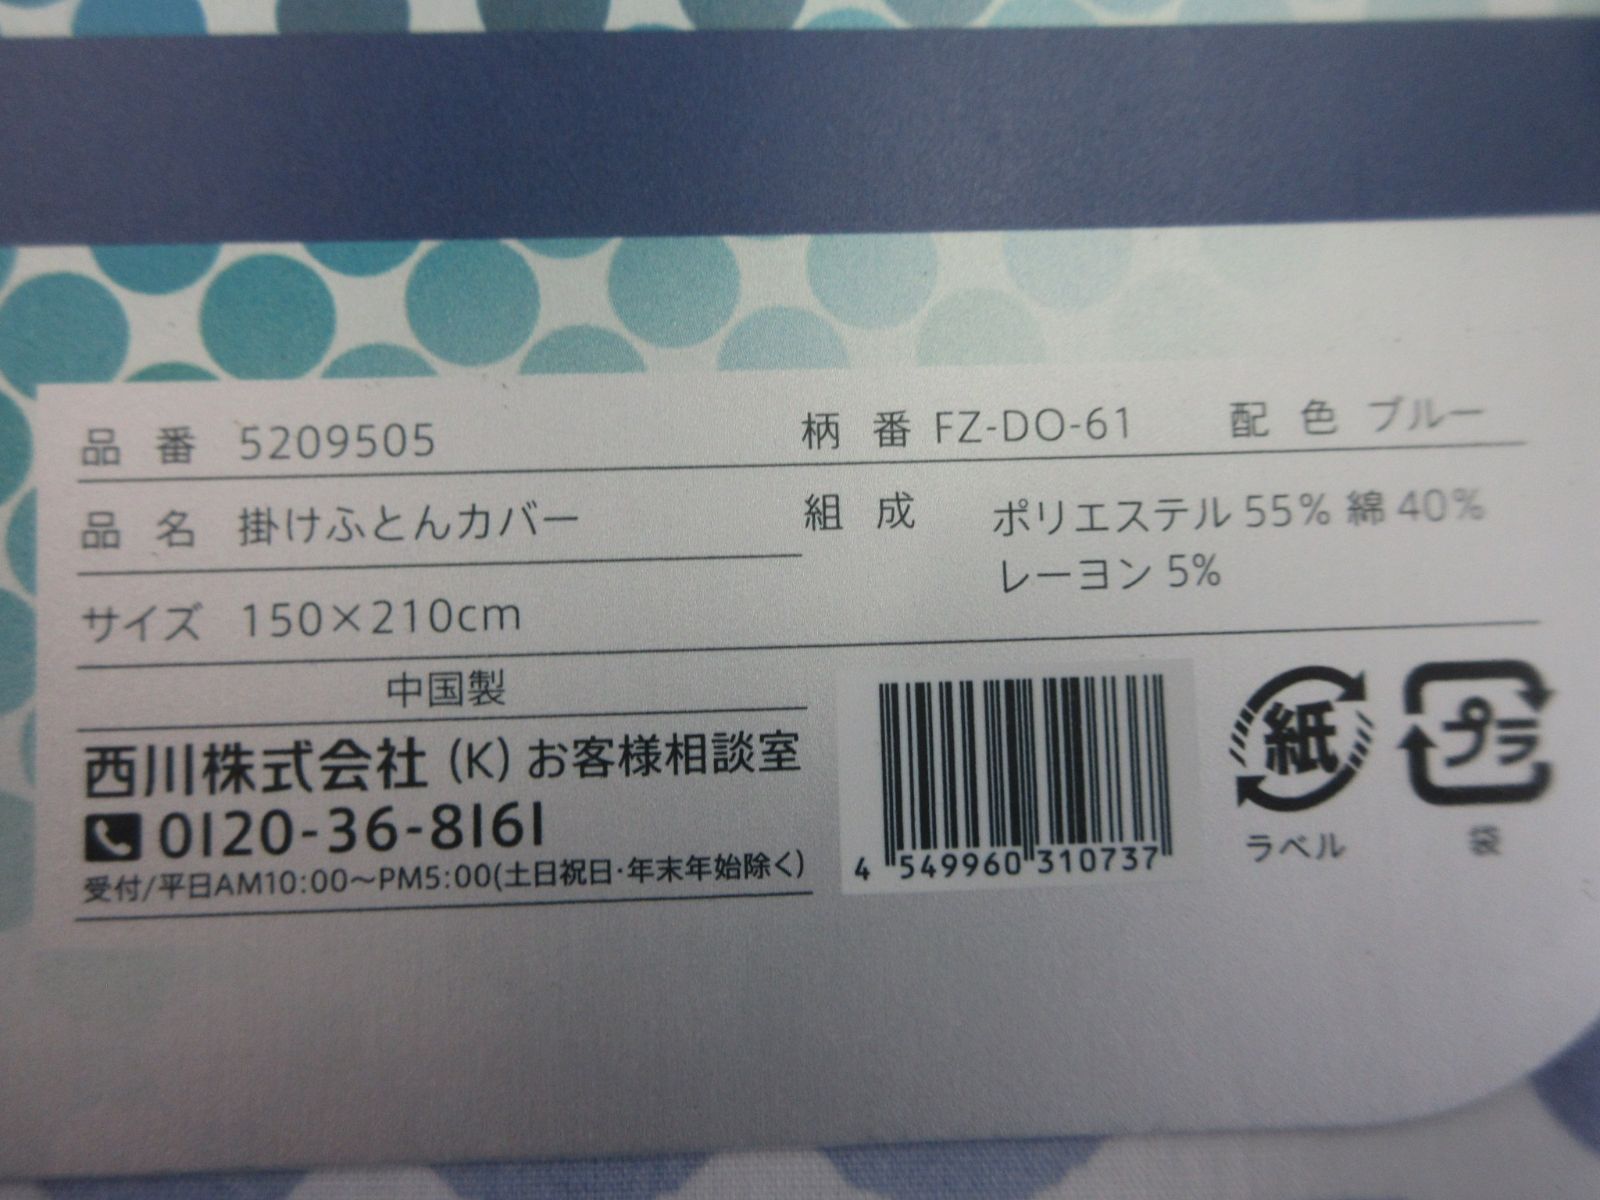 品番 5209505 柄番 FZ-DO-61 配色 ブルー
品名 掛けふとんカバー 組成 ポリエステル 55% 綿 40%
レーヨン 5%
サイズ 150×210cm
中国製
西川株式会社 (K) お客様相談室
0120-36-8161
受付/平日AM10:00～PM5:00(土日祝日・年末年始除く)
4 549960 310737
紙
ラベル
プラ
袋